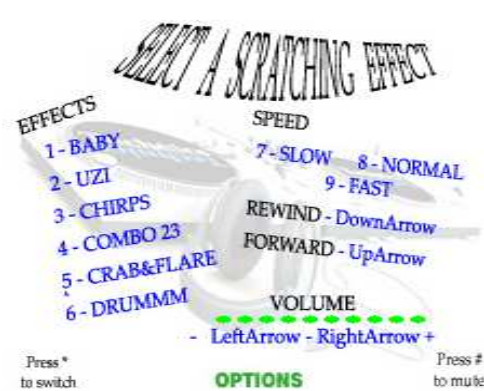 SELECT A SCRATCHING EFFECT
EFFECTS
1 - BABY
2 - UZI
3 - CHIRPS
4 - COMBO 23
5 - CRAB&FLARE
6 - DRUMMM
SPEED
7 - SLOW 8 - NORMAL
9 - FAST
REWIND - DownArrow
FORWARD - UpArrow
VOLUME
- LeftArrow - RightArrow +
Press *
to switch
OPTIONS
Press #
to mute